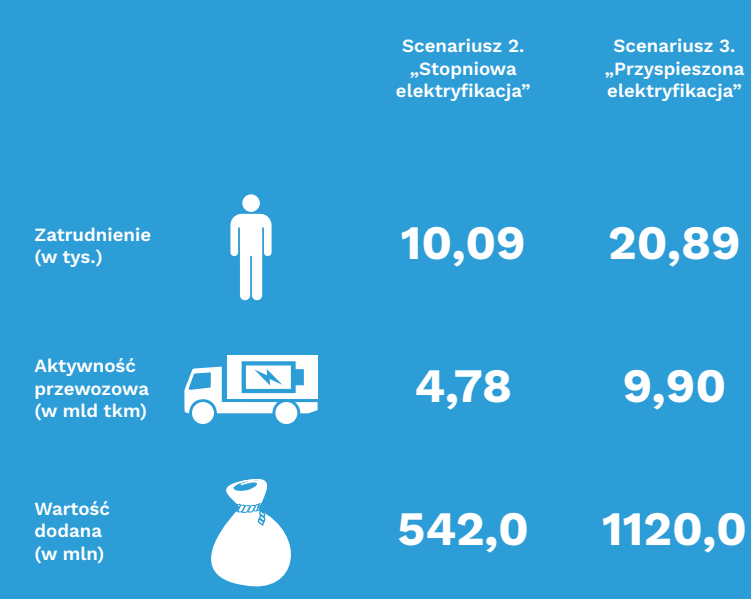 Scenariusz 2.
„Stopniowa
elektryfikacja”
Scenariusz 3.
„Przyspieszona
elektryfikacja”
Zatrudnienie
(w tys.)
10,09
20,89
Aktywność
przewozowa
(w mld tkm)
4,78
9,90
Wartość
dodana
(w mln)
542,0
1120,0